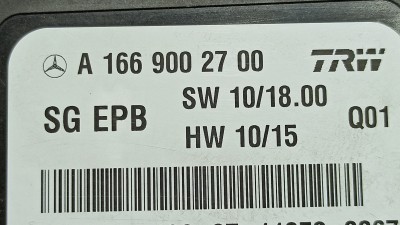 A 166 900 27 00 TRW
SW 10/18.00
SG EPB Q01
HW 10/15